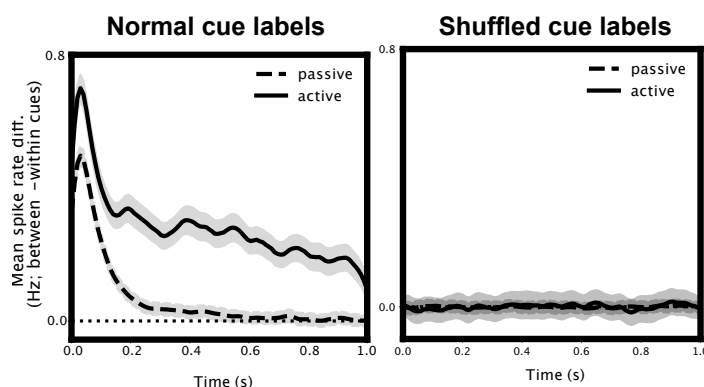 Normal cue labels
Mean spike rate diff.
(Hz; between –within cues)
0.8
0.0
passive
active
0.0
0.2
0.4
0.6
0.8
1.0
Time (s)
Shuffled cue labels
0.8
0.0
passive
active
0.0
0.2
0.4
0.6
0.8
1.0
Time (s)